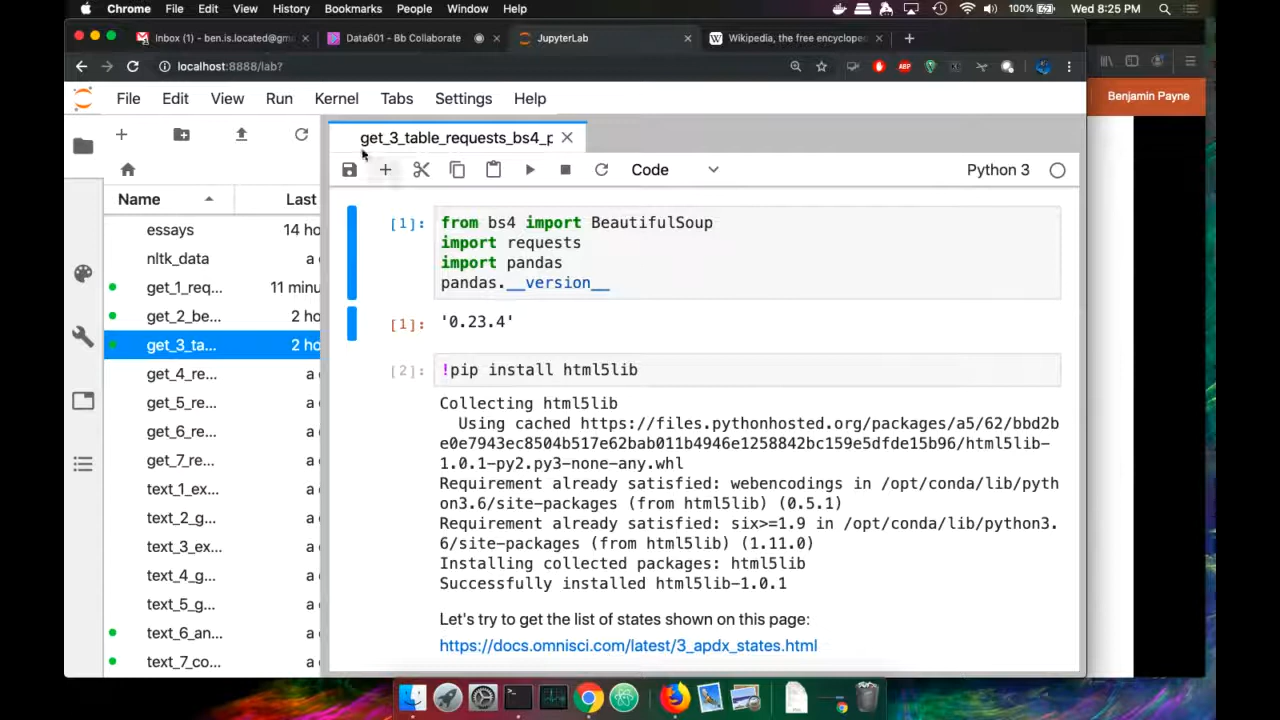 Chrome File Edit View History Bookmarks People Window Help 100% Wed 8:25 PM
Inbox (1) - ben.is.located@gm
Data601 - Bb Collaborate
JupyterLab
Wikipedia, the free encyclope
localhost:8888/lab?
ABP
Benjamin Payne
File Edit View Run Kernel Tabs Settings Help
get_3_table_requests_bs4_p
Code
Python 3
Name Last
essays 14 ho
nltk_data a
get_1_req... 11 minu
get_2_be... 2 ho
get_3_ta... 2 ho
get_4_re... a
get_5_re... a
get_6_re... a
get_7_re... a
text_1_ex... a
text_2_g... a
text_3_ex... a
text_4_g... a
text_5_g... a
text_6_an... a
text_7_co... a
[1]: from bs4 import BeautifulSoup
import requests
import pandas
pandas.__version__
[1]: '0.23.4'
[2]: !pip install html5lib
Collecting html5lib
Using cached https://files.pythonhosted.org/packages/a5/62/bbd2b
e0e7943ec8504b517e62bab011b4946e1258842bc159e5dfde15b96/html5lib-
1.0.1-py2.py3-none-any.whl
Requirement already satisfied: webencodings in /opt/conda/lib/pyth
on3.6/site-packages (from html5lib) (0.5.1)
Requirement already satisfied: six>=1.9 in /opt/conda/lib/python3.
6/site-packages (from html5lib) (1.11.0)
Installing collected packages: html5lib
Successfully installed html5lib-1.0.1
Let's try to get the list of states shown on this page:
https://docs.omnisci.com/latest/3_apdx_states.html